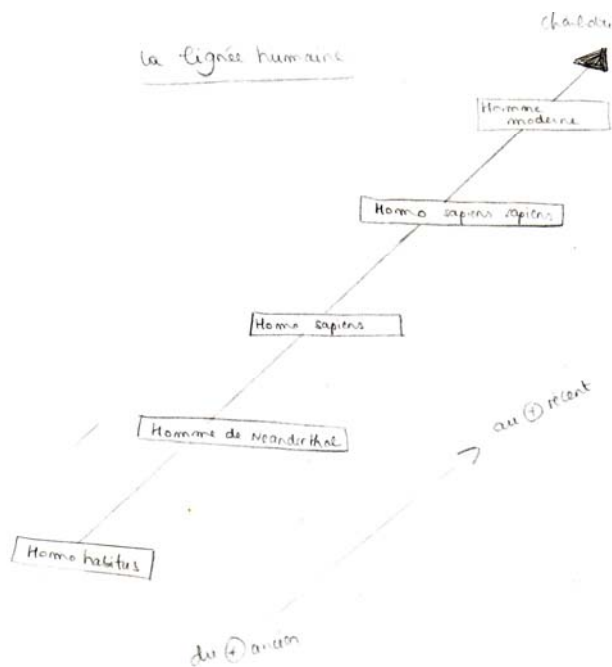 la lignée humaine
Homme
moderne
Homo sapiens sapiens
Homo sapiens
Homme de Neanderthal
Homo habitus
au + récent
du + ancien